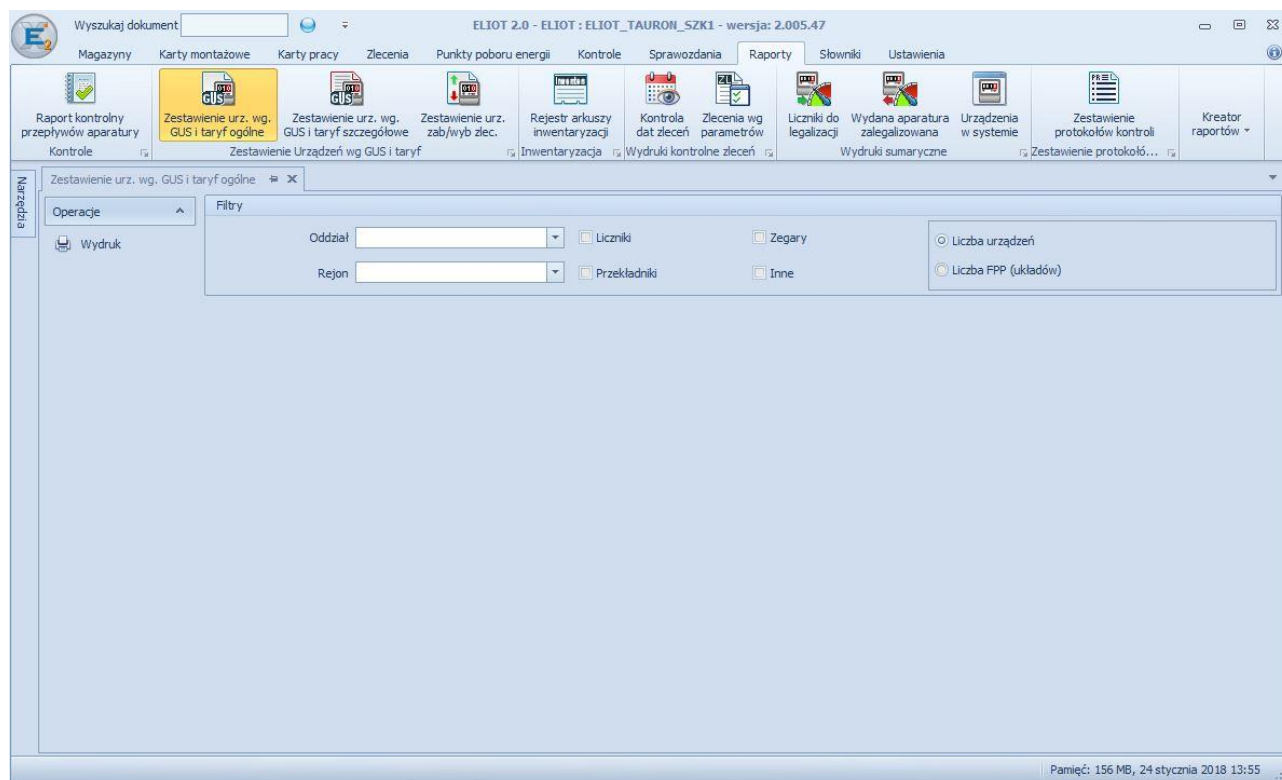 Wyszukaj dokument
ELIOT 2.0 - ELIOT : ELIOT_TAURON_SZK1 - wersja: 2.005.47
E2
Magazyny Karty montażowe Karty pracy Zlecenia Punkty poboru energii Kontrole Sprawozdania Raporty Słowniki Ustawienia
Raport kontrolny przepływów aparatury
Zestawienie urz. wg. GUS i taryf ogólne
Zestawienie urz. wg. GUS i taryf szczegółowe
Zestawienie urz. zab/wyb zlec.
Rejestr arkuszy inwentaryzacji
Kontrola dat zleceń
Zlecenia wg parametrów
Liczniki do legalizacji
Wydana aparatura zalegalizowana
Urządzenia w systemie
Zestawienie protokołów kontroli
Kreator raportów
Kontrole
Zestawienie Urządzeń wg GUS i taryf
Inwentaryzacja
Wydruki kontrolne zleceń
Wydruki sumaryczne
Zestawienie protokołó...
Narzędzia
Zestawienie urz. wg. GUS i taryf ogólne
Operacje
Wydruk
Filtry
Oddział
Liczniki
Zegary
Liczba urządzeń
Rejon
Przekładniki
Inne
Liczba FPP (układów)
Pamięć: 156 MB, 24 stycznia 2018 13:55